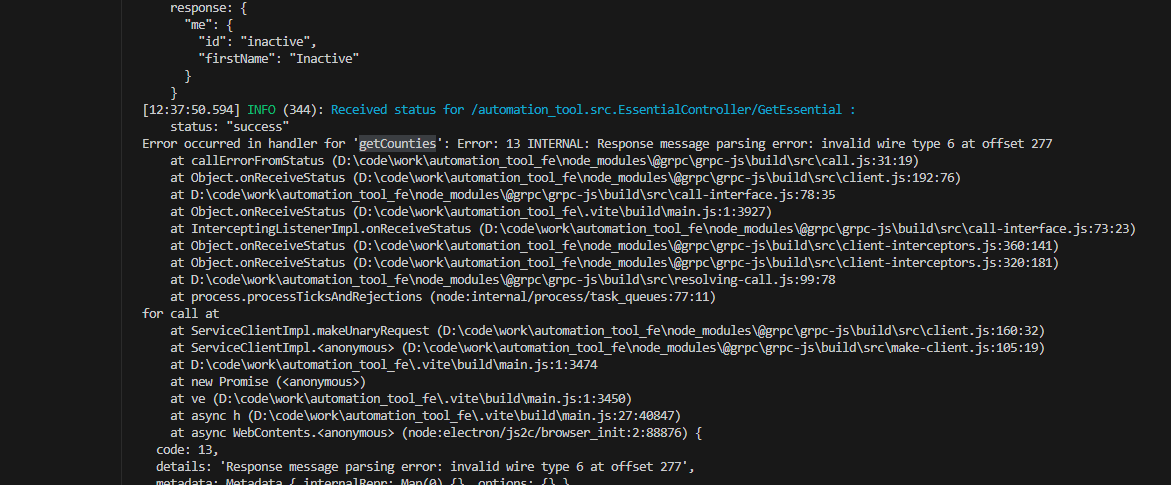 response: {
"me": {
"id": "inactive",
"firstName": "Inactive"
}
}
[12:37:50.594] INFO (344): Received status for /automation_tool.src.EssentialController/GetEssential :
status: "success"
Error occurred in handler for 'getCounties': Error: 13 INTERNAL: Response message parsing error: invalid wire type 6 at offset 277
at callErrorFromStatus (D:\code\work\automation_tool_fe\node_modules\@grpc\grpc-js\build\src\call.js:31:19)
at Object.onReceiveStatus (D:\code\work\automation_tool_fe\node_modules\@grpc\grpc-js\build\src\client.js:192:76)
at D:\code\work\automation_tool_fe\node_modules\@grpc\grpc-js\build\src\call-interface.js:78:35
at Object.onReceiveStatus (D:\code\work\automation_tool_fe\.vite\build\main.js:1:3927)
at InterceptingListenerImpl.onReceiveStatus (D:\code\work\automation_tool_fe\node_modules\@grpc\grpc-js\build\src\call-interface.js:73:23)
at Object.onReceiveStatus (D:\code\work\automation_tool_fe\node_modules\@grpc\grpc-js\build\src\client-interceptors.js:360:141)
at Object.onReceiveStatus (D:\code\work\automation_tool_fe\node_modules\@grpc\grpc-js\build\src\client-interceptors.js:320:181)
at D:\code\work\automation_tool_fe\node_modules\@grpc\grpc-js\build\src\resolving-call.js:99:78
at process.processTicksAndRejections (node:internal/process/task_queues:77:11)
for call at
at ServiceClientImpl.makeUnaryRequest (D:\code\work\automation_tool_fe\node_modules\@grpc\grpc-js\build\src\client.js:160:32)
at ServiceClientImpl.<anonymous> (D:\code\work\automation_tool_fe\node_modules\@grpc\grpc-js\build\src\make-client.js:105:19)
at D:\code\work\automation_tool_fe\.vite\build\main.js:1:3474
at new Promise (<anonymous>)
at ve (D:\code\work\automation_tool_fe\.vite\build\main.js:1:3450)
at async h (D:\code\work\automation_tool_fe\.vite\build\main.js:27:40847)
at async WebContents.<anonymous> (node:electron/js2c/browser_init:2:88876) {
code: 13,
details: 'Response message parsing error: invalid wire type 6 at offset 277',
metadata: Metadata { internalRepr: Map(0) {}, options: {} }